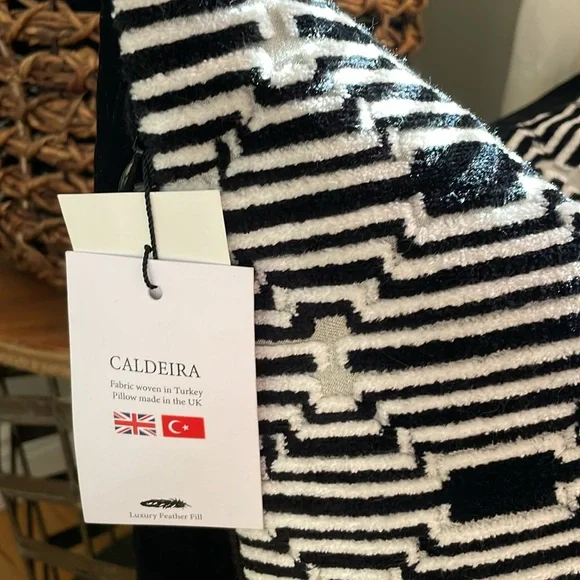 CALDEIRA
Fabric woven in Turkey
Pillow made in the UK
Luxury Feather Fill